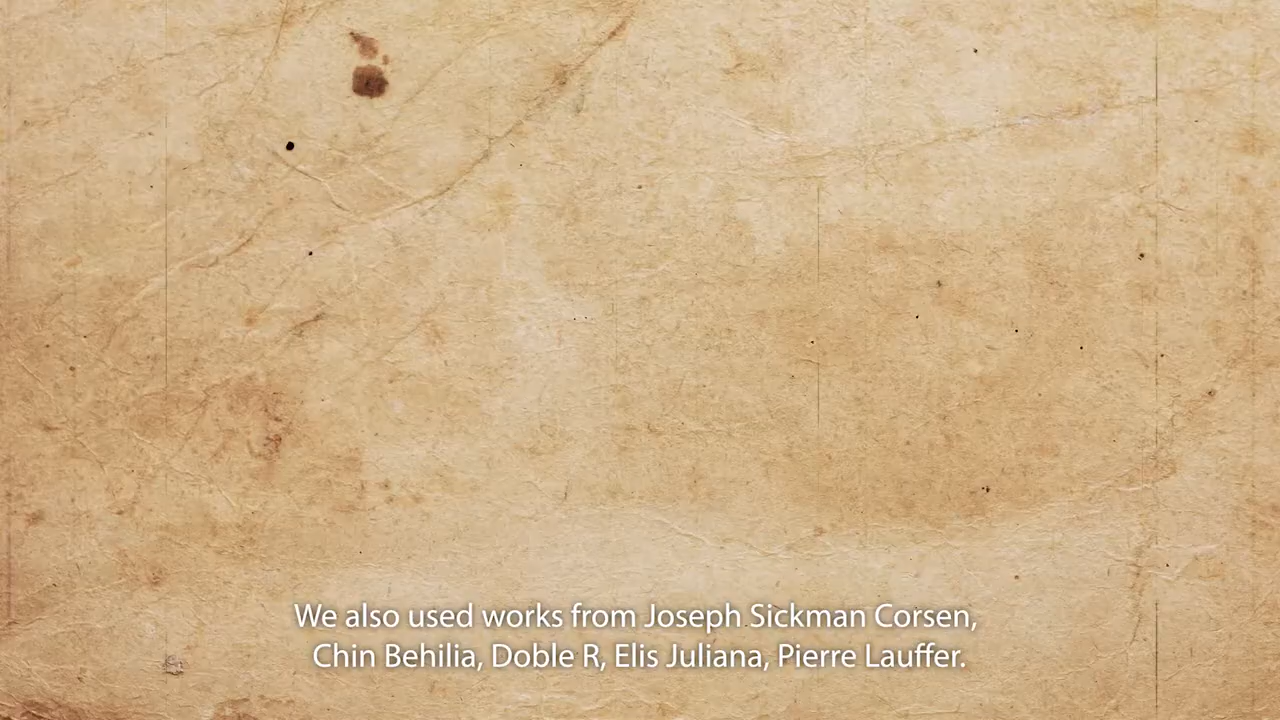 We also used works from Joseph Sickman Corsen,
Chin Behilia, Doble R, Elis Juliana, Pierre Lauffer.